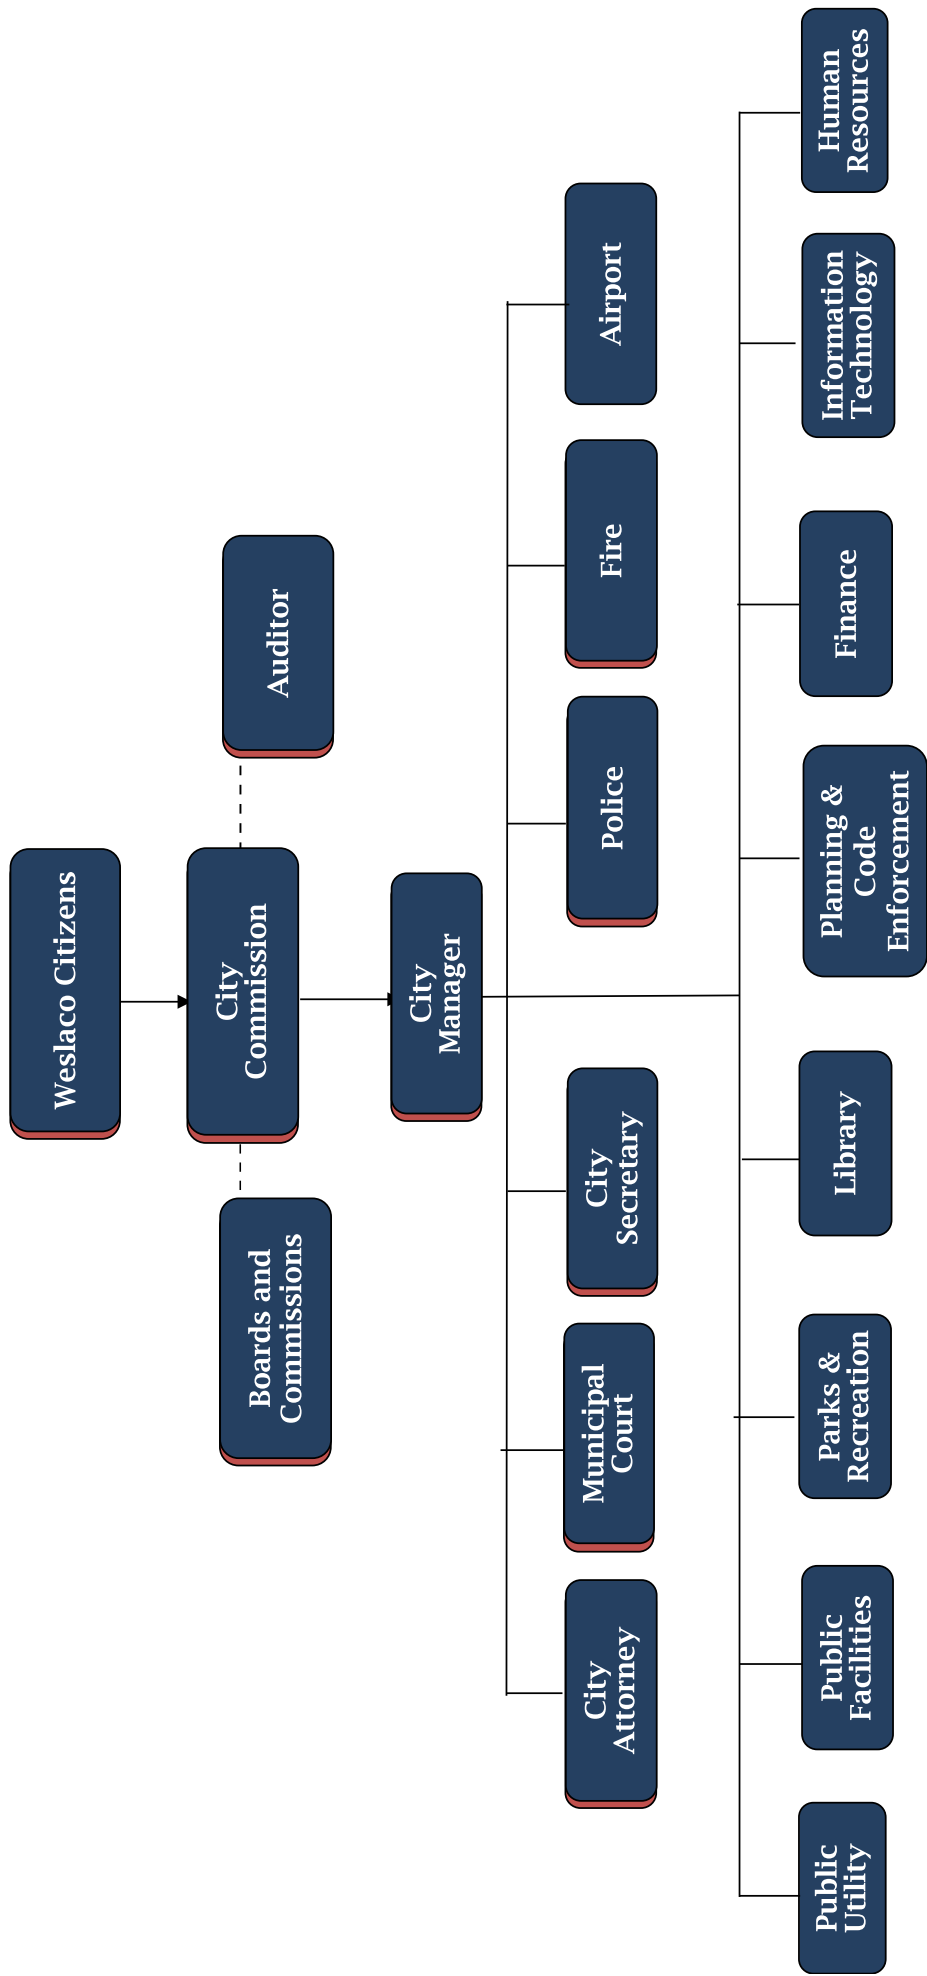 Weslaco Citizens
Boards and
Commissions
City
Commission
Auditor
City
Manager
City
Attorney
Municipal
Court
City
Secretary
Police
Fire
Airport
Public
Utility
Public
Facilities
Parks &
Recreation
Library
Planning &
Code
Enforcement
Finance
Information
Technology
Human
Resources